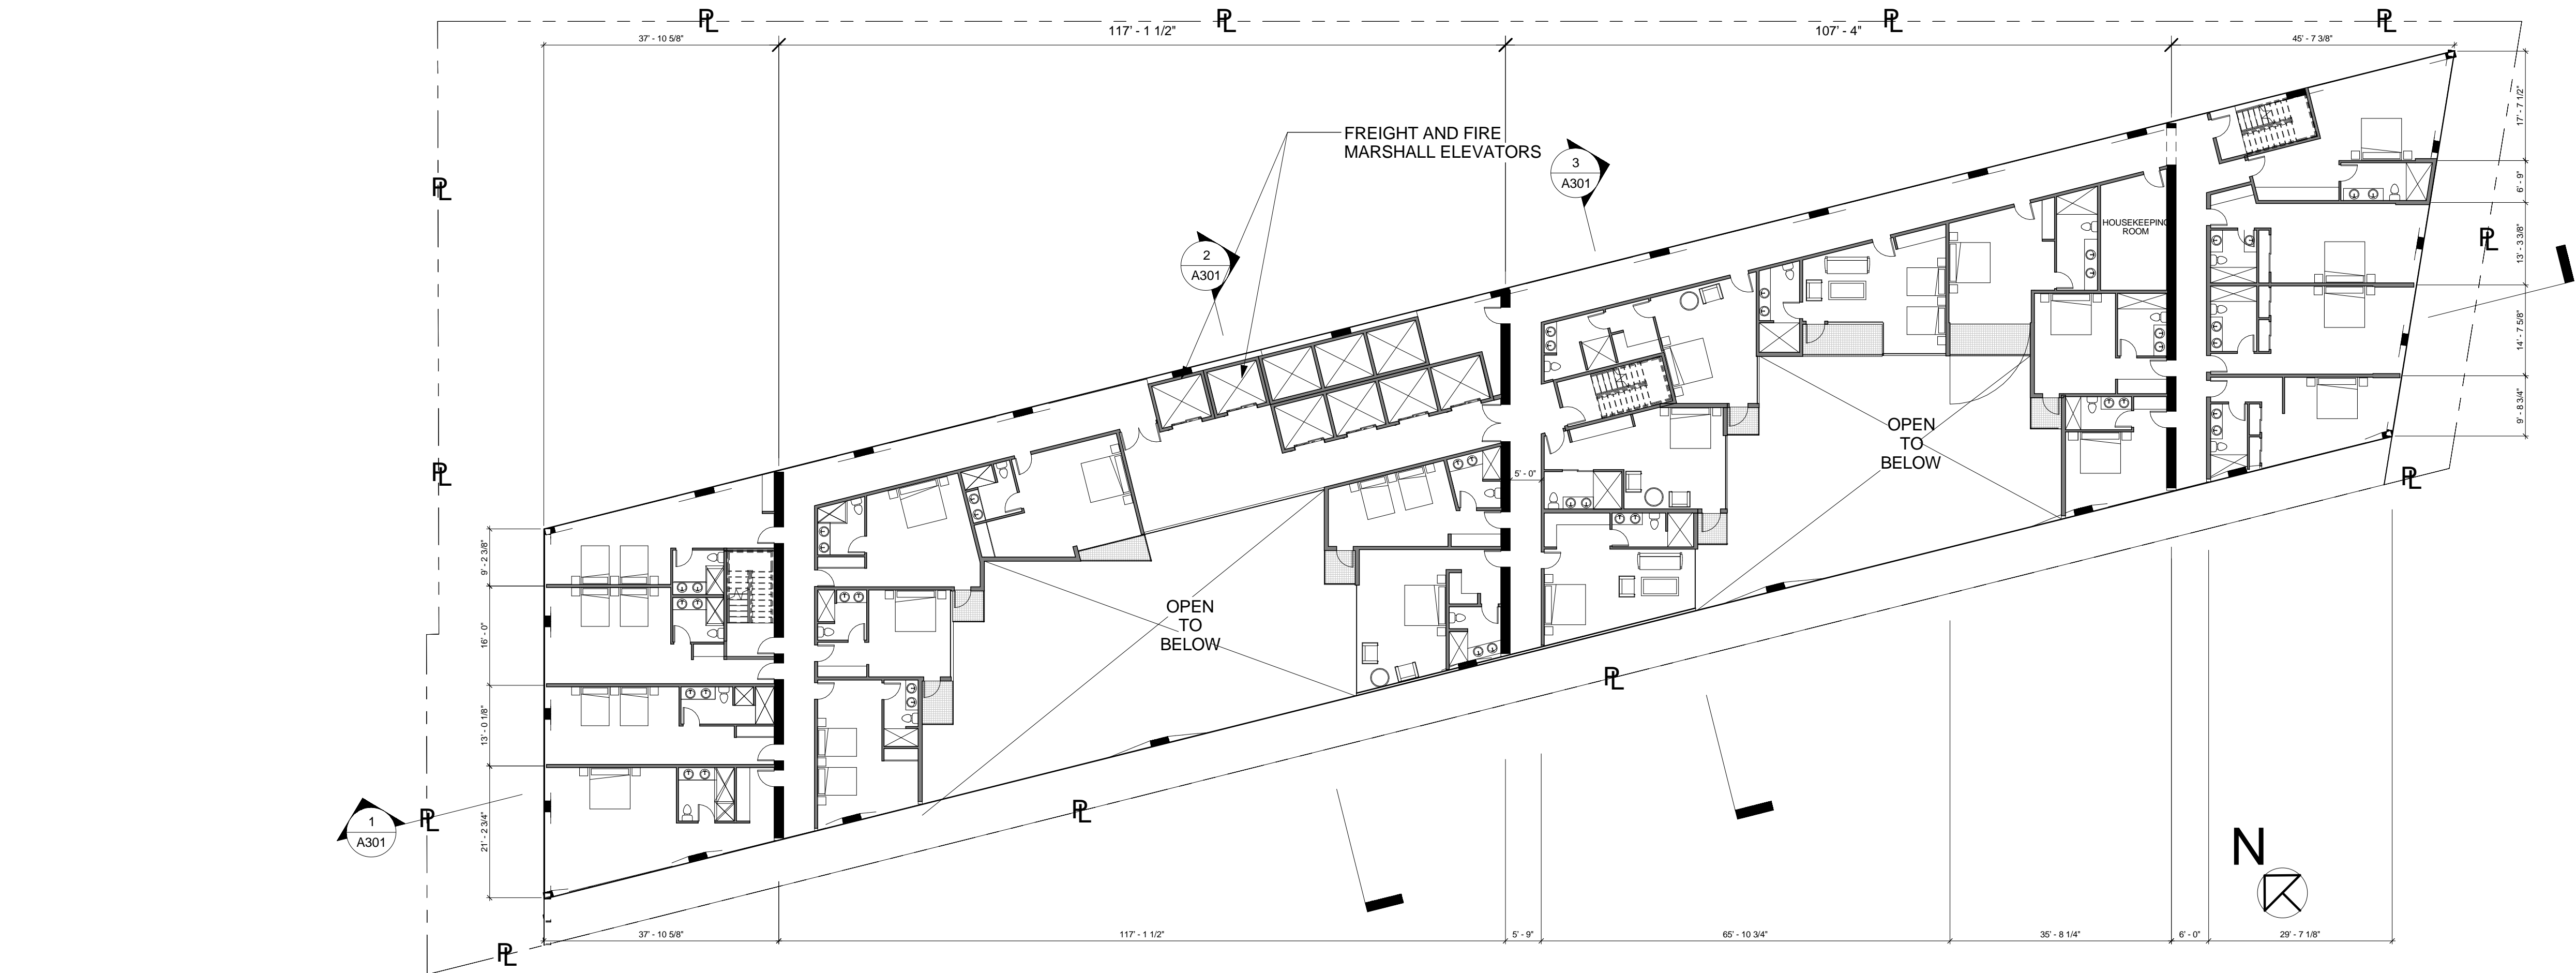 PL
PL
PL
PL
37' - 10 5/8"
117' - 1 1/2"
107' - 4"
45' - 7 3/8"
17' - 7 1/2"
FREIGHT AND FIRE
MARSHALL ELEVATORS
3
A301
PL
6' - 9"
HOUSEKEEPING
ROOM
2
A301
PL
13' - 3 3/8"
14' - 7 5/8"
9' - 8 3/4"
OPEN
TO
BELOW
PL
5' - 0"
PL
9' - 2 3/8"
16' - 0"
OPEN
TO
BELOW
PL
13' - 0 1/8"
21' - 2 3/4"
1
A301
PL
PL
N
37' - 10 5/8"
117' - 1 1/2"
5' - 9"
65' - 10 3/4"
35' - 8 1/4"
6' - 0"
29' - 7 1/8"
PL